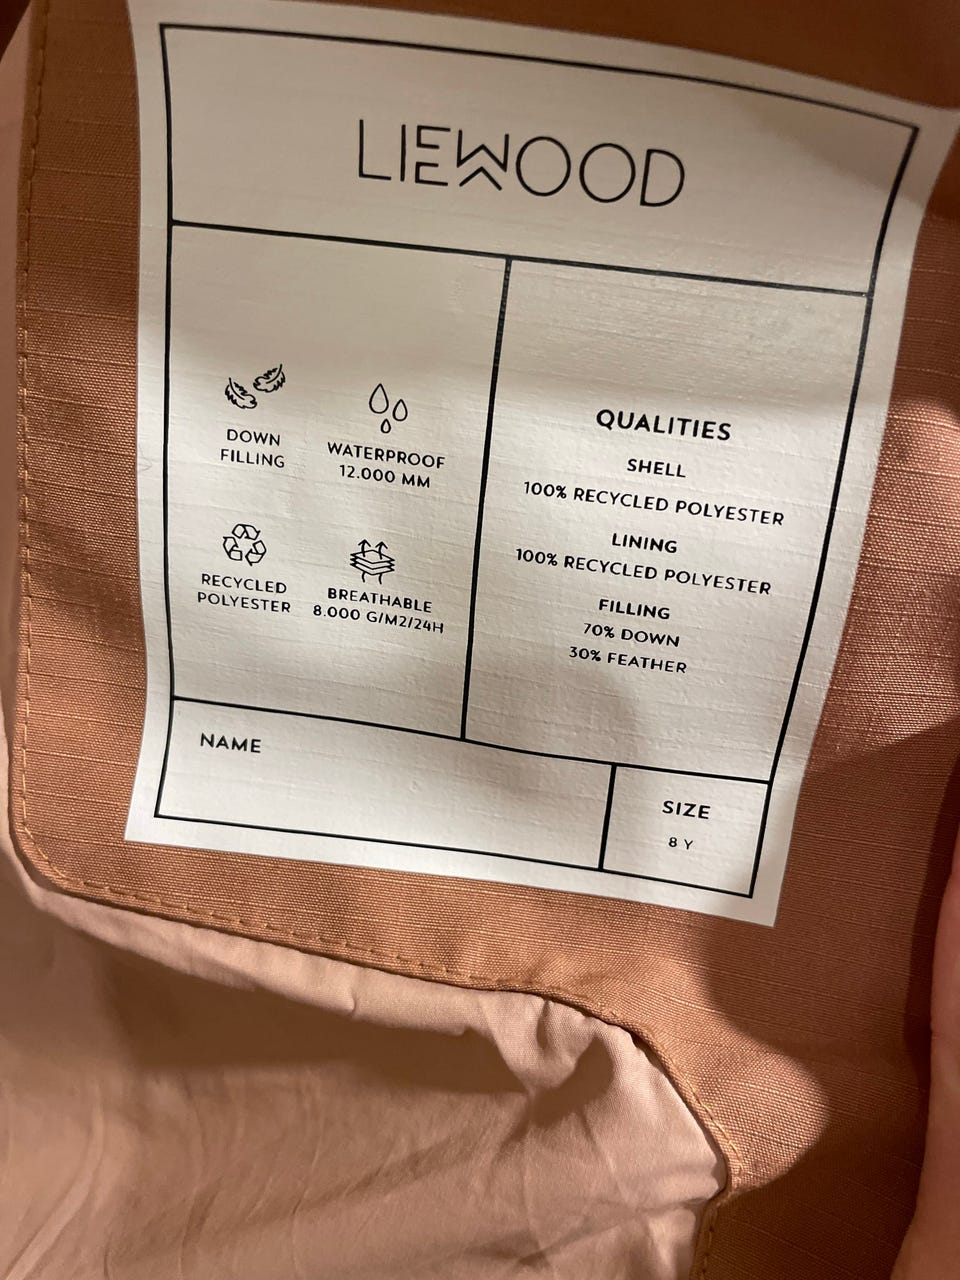 LIEWOOD
DOWN
FILLING
WATERPROOF
12.000 MM
RECYCLED
POLYESTER
BREATHABLE
8.000 G/M2/24H
QUALITIES
SHELL
100% RECYCLED POLYESTER
LINING
100% RECYCLED POLYESTER
FILLING
70% DOWN
30% FEATHER
NAME
SIZE
8 Y